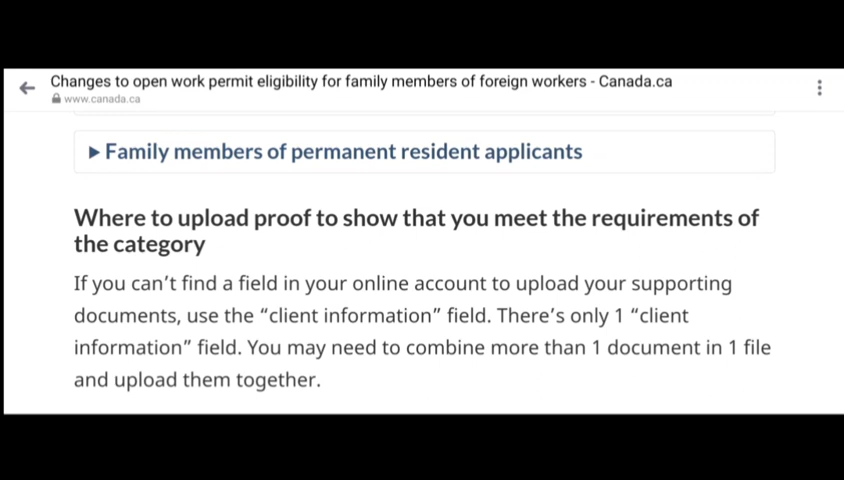 Changes to open work permit eligibility for family members of foreign workers - Canada.ca
www.canada.ca
Family members of permanent resident applicants
Where to upload proof to show that you meet the requirements of
the category
If you can’t find a field in your online account to upload your supporting
documents, use the “client information” field. There’s only 1 “client
information” field. You may need to combine more than 1 document in 1 file
and upload them together.